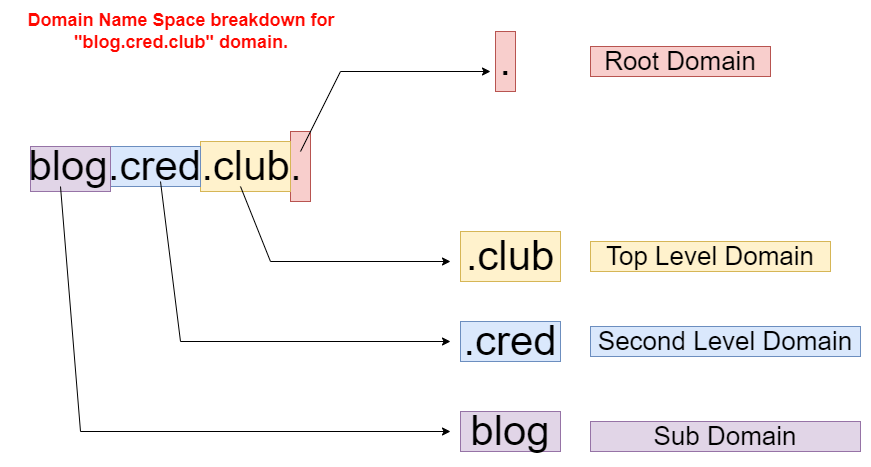 Domain Name Space breakdown for
"blog.cred.club" domain.
. Root Domain
blog.cred.club.
.club Top Level Domain
.cred Second Level Domain
blog Sub Domain